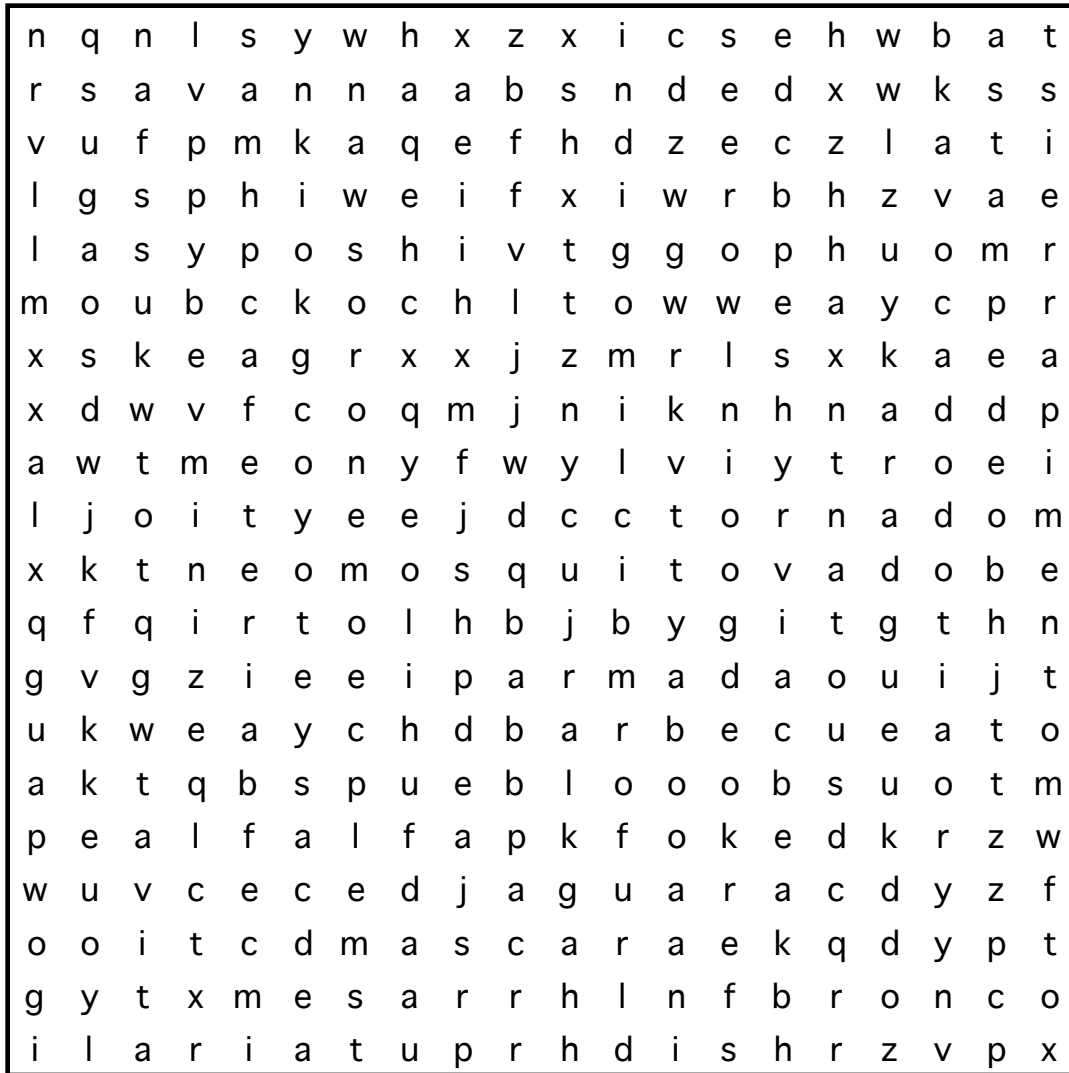 n q n l s y w h x z x i c s e h w b a t
r s a v a n n a a b s n d e d x w k s s
v u f p m k a q e f h d z e c z l a t i
l g s p h i w e i f x i w r b h z v a e
l a s y p o s h i v t g g o p h u o m r
m o u b c k o c h l t o w w e a y c p r
x s k e a g r x x j z m r l s x k a e a
x d w v f c o q m j n i k n h n a d d p
a w t m e o n y f w y l v i y t r o e i
l j o i t y e e j d c c t o r n a d o m
x k t n e o m o s q u i t o v a d o b e
q f q i r t o l h b j b y g i t g t h n
g v g z i e e i p a r m a d a o u i j t
u k w e a y c h d b a r b e c u e a t o
a k t q b s p u e b l o o o b s u o t m
p e a l f a l f a p k f o k e d k r z w
w u v c e c e d j a g u a r a c d y z f
o o i t c d m a s c a r a e k q d y p t
g y t x m e s a r r h l n f b r o n c o
i l a r i a t u p r h d i s h r z v p x